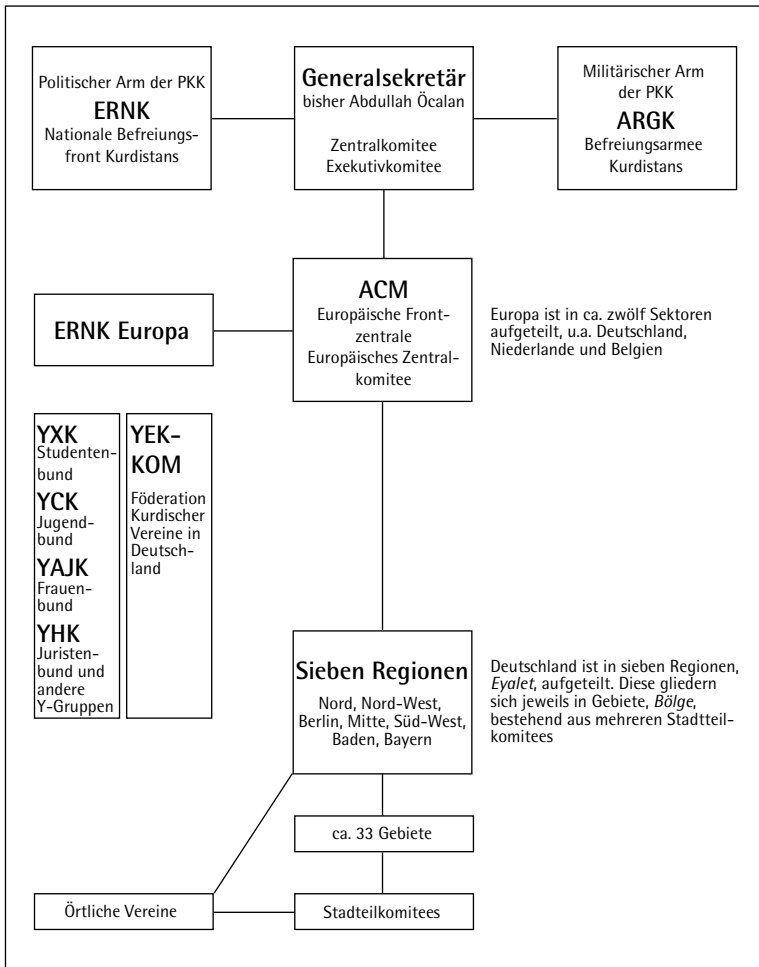 Politischer Arm der PKK
ERNK
Nationale Befreiungs-
front Kurdistans
Generalsekretär
bisher Abdullah Öcalan
Zentralkomitee
Exekutivkomitee
Militärischer Arm
der PKK
ARGK
Befreiungsarmee
Kurdistans
ERNK Europa
ACM
Europäische Front-
zentrale
Europäisches Zentral-
komitee
Europa ist in ca. zwölf Sektoren
aufgeteilt, u.a. Deutschland,
Niederlande und Belgien
YXK
Studenten-
bund
YCK
Jugend-
bund
YAJK
Frauen-
bund
YHK
Juristen-
bund und
andere
Y-Gruppen
YEK-
KOM
Föderation
Kurdischer
Vereine in
Deutsch-
land
Sieben Regionen
Nord, Nord-West,
Berlin, Mitte, Süd-West,
Baden, Bayern
Deutschland ist in sieben Regionen,
Eyalet, aufgeteilt. Diese gliedern
sich jeweils in Gebiete, Bölge,
bestehend aus mehreren Stadtteil-
komitees
ca. 33 Gebiete
Örtliche Vereine
Stadteilkomitees